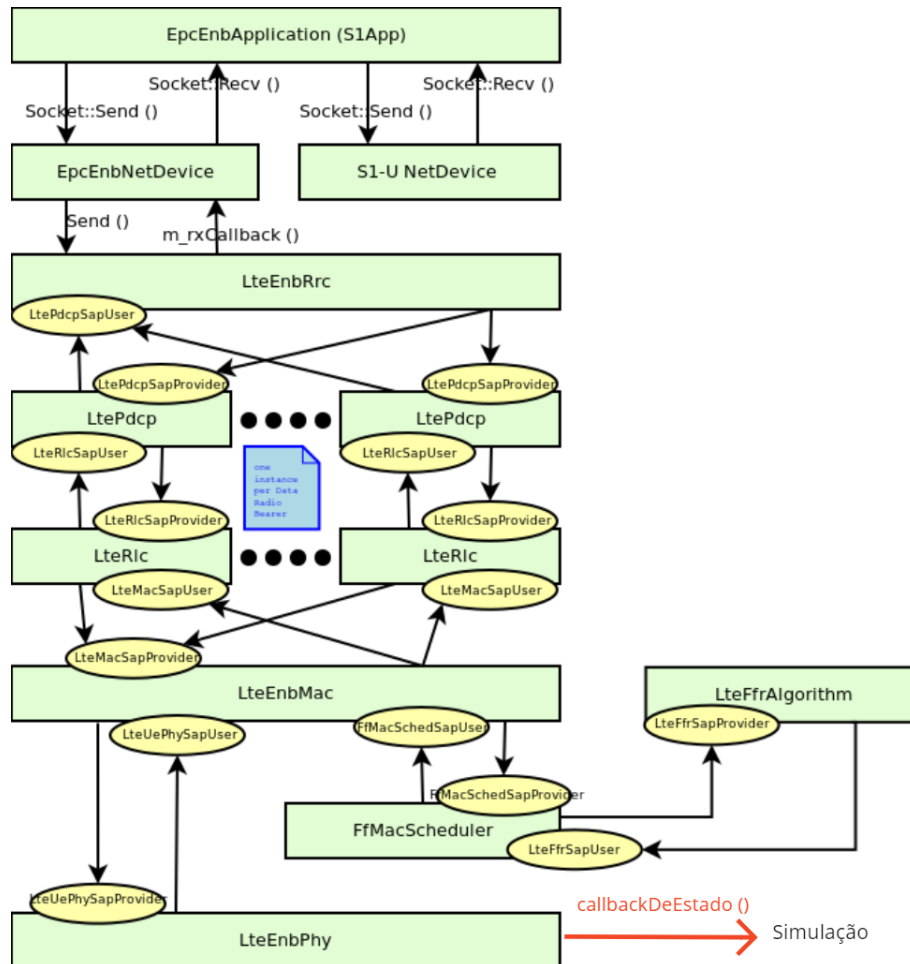 EpcEnbApplication (S1App)
Socket::Recv ()
Socket::Recv ()
Socket::Send ()
Socket::Send ()
EpcEnbNetDevice
S1-U NetDevice
Send ()
m_rxCallback ()
LteEnbRrc
LtePdcpSapUser
LtePdcpSapProvider
LtePdcpSapProvider
LtePdcp
LtePdcp
LteRlcSapUser
LteRlcSapUser
one
instance
per Data
Radio
Bearer
LteRlcSapProvider
LteRlcSapProvider
LteRlc
LteRlc
LteMacSapUser
LteMacSapUser
LteMacSapProvider
LteEnbMac
LteFfrAlgorithm
LteUePhySapUser
FfMacSchedSapUser
LteFfrSapProvider
FfMacSchedSapProvider
FfMacScheduler
LteFfrSapUser
LteUePhySapProvider
callbackDeEstado ()
LteEnbPhy
Simulação